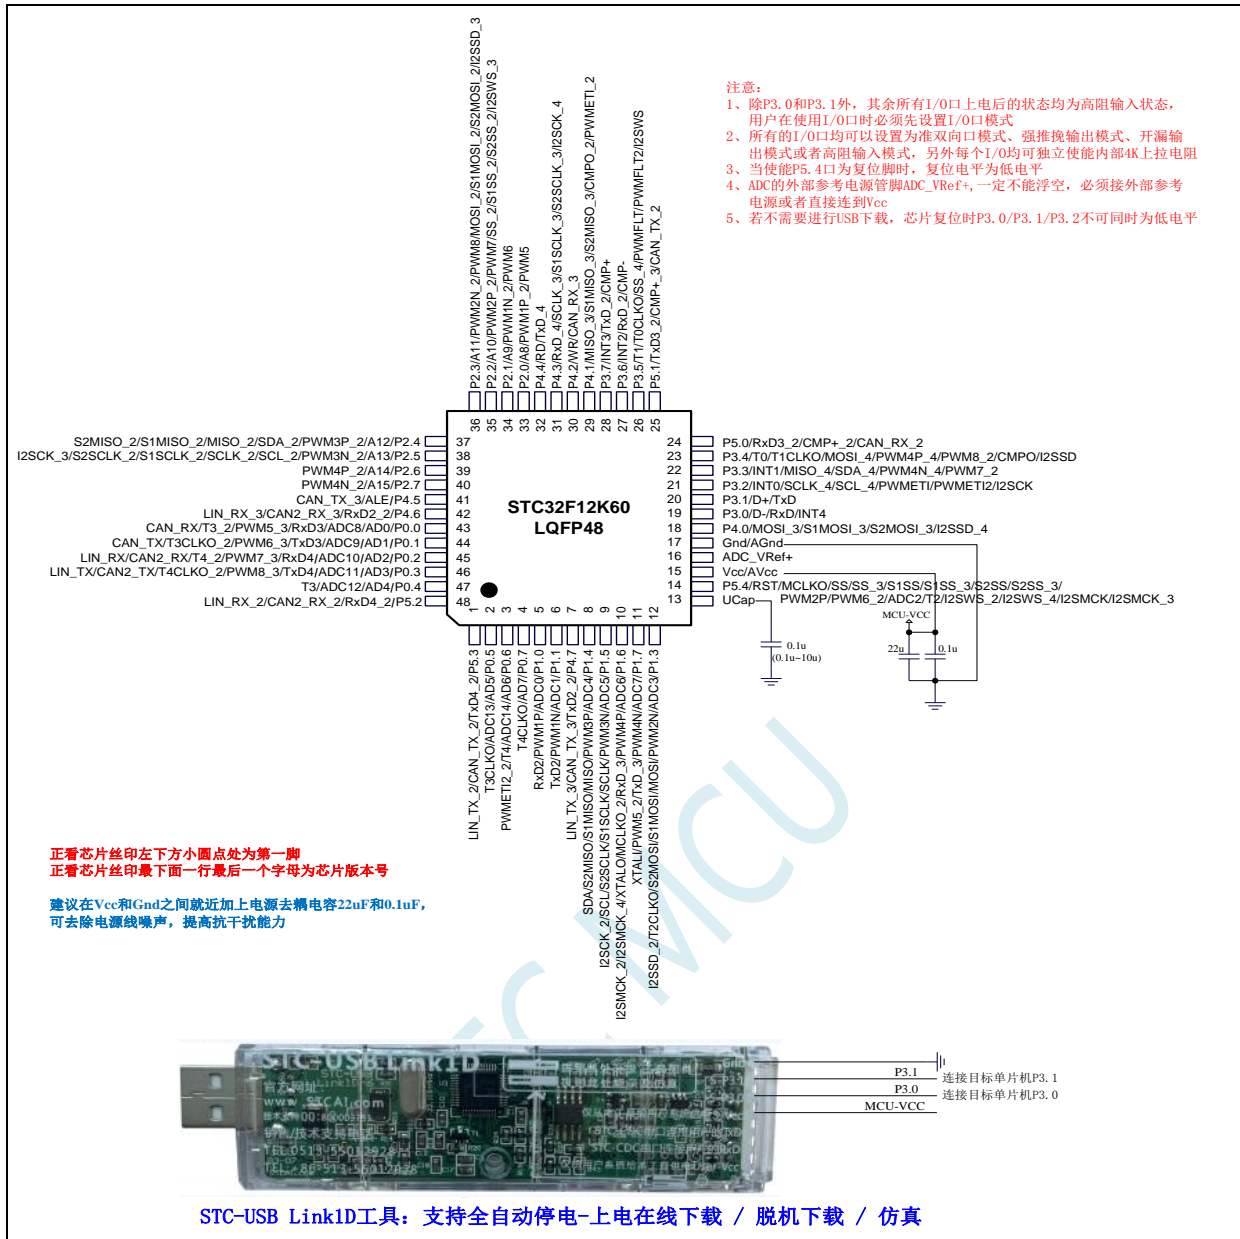 注意：
1、除P3.0和P3.1外，其余所有I/O口上电后的状态均为高阻输入状态，
用户在使用I/O口时必须先设置I/O口模式
2、所有的I/O口均可以设置为准双向口模式、强推挽输出模式、开漏输
出模式或者高阻输入模式，另外每个I/O均可独立使能内部4K上拉电阻
3、当使能P5.4口为复位脚时，复位电平为低电平
4、ADC的外部参考电源管脚ADC_VRef+,一定不能浮空，必须接外部参考
电源或者直接连到Vcc
5、若不需要进行USB下载，芯片复位时P3.0/P3.1/P3.2不可同时为低电平
P2.3/A11/PWM2N_2/PWM8/MOSI_2/S1MOSI_2/S2MOSI_2/I2SSD_3
P2.2/A10/PWM2P_2/PWM7/SS_2/S1SS_2/S2SS_2/I2SWS_3
P2.1/A9/PWM1N_2/PWM6
P2.0/A8/PWM1P_2/PWM5
P4.4/RD/TxD_4
P4.3/RxD_4/SCLK_3/S1SCLK_3/S2SCLK_3/I2SCK_4
P4.2/WR/CAN_RX_3
P4.1/MISO_3/S1MISO_3/S2MISO_3/CMPO_2/PWMETI_2
P3.7/INT3/TxD_2/CMP+
P3.6/INT2/RxD_2/CMP-
P3.5/T1/T0CLKO/SS_4/PWMFLT/PWMFLT2/I2SWS
P5.1/TxD3_2/CMP+_3/CAN_TX_2
36 35 34 33 32 31 30 29 28 27 26 25
S2MISO_2/S1MISO_2/MISO_2/SDA_2/PWM3P_2/A12/P2.4 37
I2SCK_3/S2SCLK_2/S1SCLK_2/SCLK_2/SCL_2/PWM3N_2/A13/P2.5 38
PWM4P_2/A14/P2.6 39
PWM4N_2/A15/P2.7 40
CAN_TX_3/ALE/P4.5 41
LIN_RX_3/CAN2_RX_3/RxD2_2/P4.6 42
CAN_RX/T3_2/PWM5_3/RxD3/ADC8/AD0/P0.0 43
CAN_TX/T3CLKO_2/PWM6_3/TxD3/ADC9/AD1/P0.1 44
LIN_RX/CAN2_RX/T4_2/PWM7_3/RxD4/ADC10/AD2/P0.2 45
LIN_TX/CAN2_TX/T4CLKO_2/PWM8_3/TxD4/ADC11/AD3/P0.3 46
T3/ADC12/AD4/P0.4 47
LIN_RX_2/CAN2_RX_2/RxD4_2/P5.2 48
STC32F12K60
LQFP48
24 P5.0/RxD3_2/CMP+_2/CAN_RX_2
23 P3.4/T0/T1CLKO/MOSI_4/PWM4P_4/PWM8_2/CMPO/I2SSD
22 P3.3/INT1/MISO_4/SDA_4/PWM4N_4/PWM7_2
21 P3.2/INT0/SCLK_4/SCL_4/PWMETI/PWMETI2/I2SCK
20 P3.1/D+/TxD
19 P3.0/D-/RxD/INT4
18 P4.0/MOSI_3/S1MOSI_3/S2MOSI_3/I2SSD_4
17 Gnd/AGnd
16 ADC_VRef+
15 Vcc/AVcc
14 P5.4/RST/MCLKO/SS/SS_3/S1SS/S1SS_3/S2SS/S2SS_3/
PWM2P/PWM6_2/ADC2/T2/I2SWS_2/I2SWS_4/I2SMCK/I2SMCK_3
13 UCap
MCU-VCC
0.1u
(0.1u~10u)
22u
0.1u
1 2 3 4 5 6 7 8 9 10 11 12
LIN_TX_2/CAN_TX_2/TxD4_2/P5.3
T3CLKO/ADC13/AD5/P0.5
PWMETI2_2/T4/ADC14/AD6/P0.6
T4CLKO/AD7/P0.7
RxD2/PWM1P/ADC0/P1.0
TxD2/PWM1N/ADC1/P1.1
LIN_TX_3/CAN_TX_3/TxD2_2/P4.7
SDA/S2MISO/S1MISO/MISO/PWM3P/ADC4/P1.4
I2SCK_2/SCL/S2SCLK/S1SCLK/SCLK/PWM3N/ADC5/P1.5
I2SMCK_2/I2SMCK_4/XTALO/MCLKO_2/RxD_3/PWM4P/ADC6/P1.6
XTALI/PWM5_2/TxD_3/PWM4N/ADC7/P1.7
I2SSD_2/T2CLKO/S2MOSI/S1MOSI/MOSI/PWM2N/ADC3/P1.3
正看芯片丝印左下方小圆点处为第一脚
正看芯片丝印最下面一行最后一个字母为芯片版本号
建议在Vcc和Gnd之间就近加上电源去耦电容22uF和0.1uF，
可去除电源线噪声，提高抗干扰能力
STC MCU
STC-USB Link1D
官方网址：
www.STCAI.com
P3.1
连接目标单片机P3.1
P3.0
连接目标单片机P3.0
MCU-VCC
STC-USB Link1D工具：支持全自动停电-上电在线下载 / 脱机下载 / 仿真